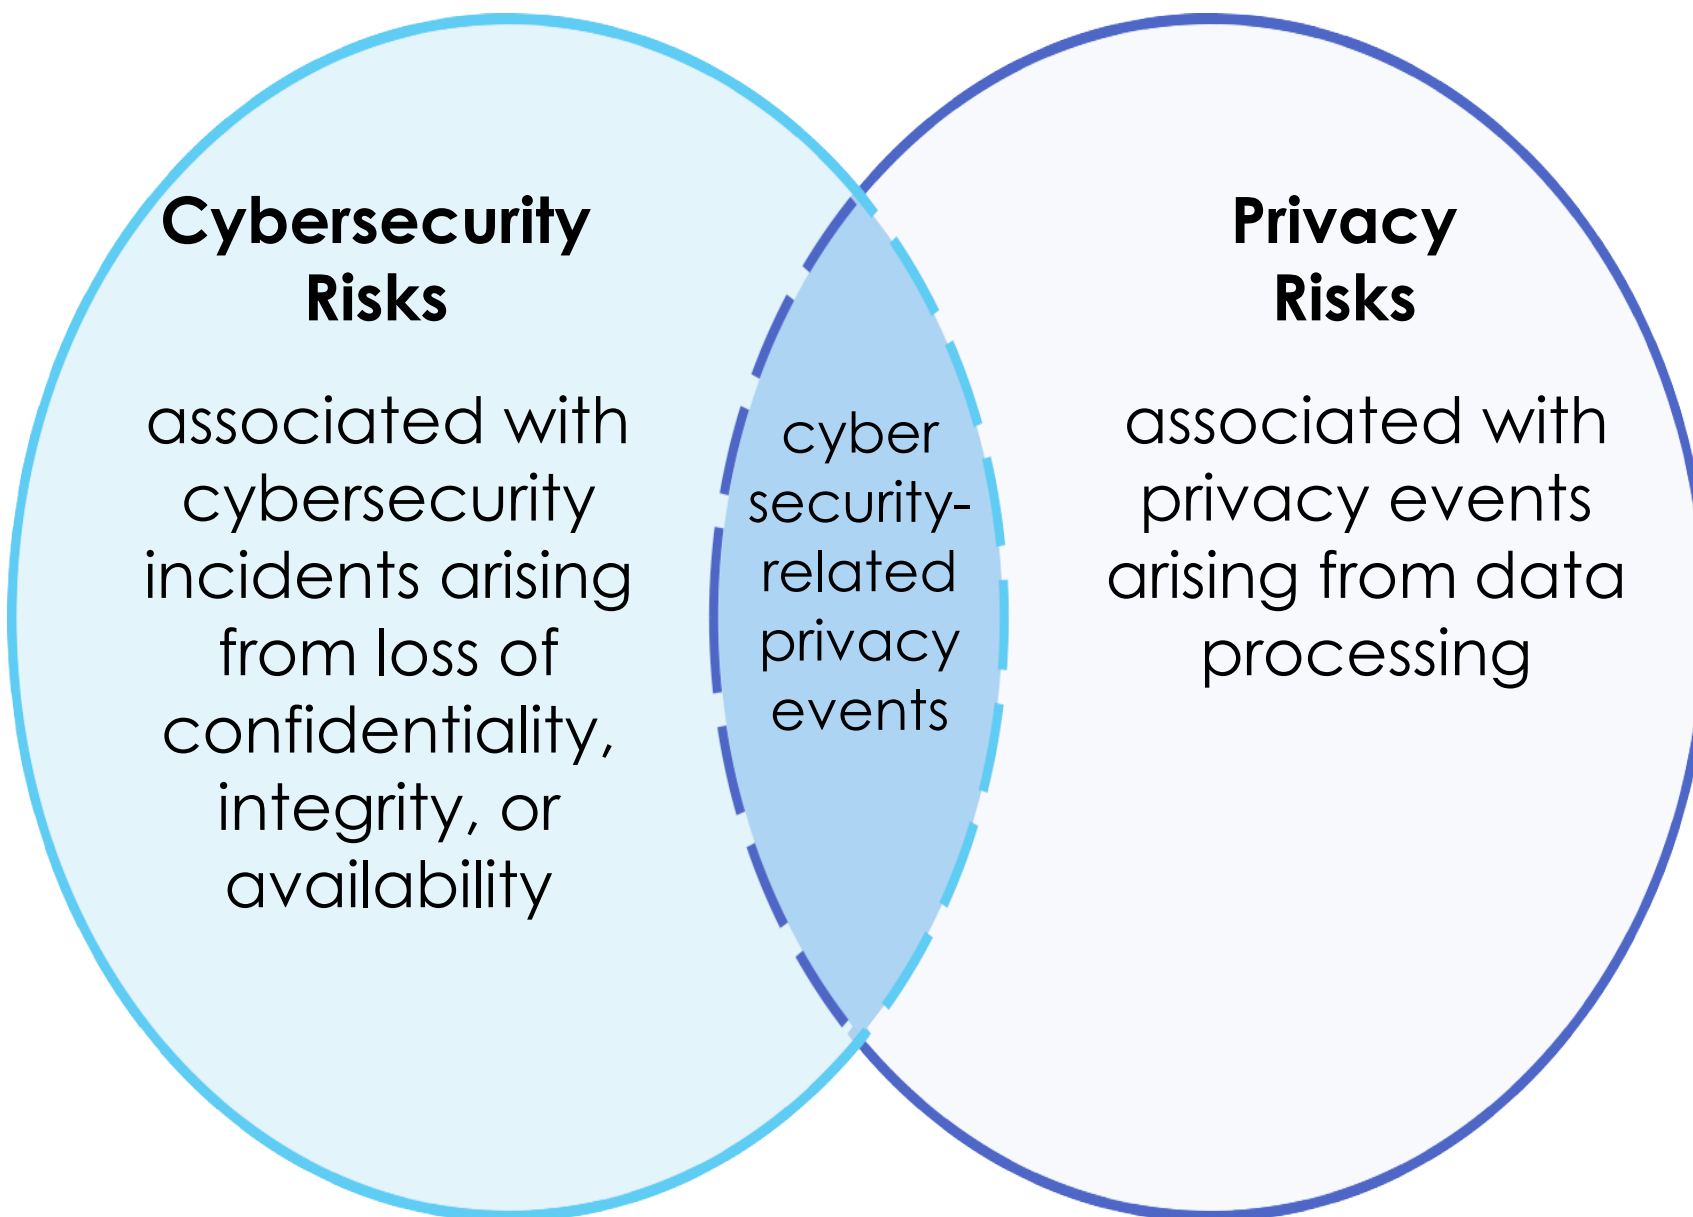 Cybersecurity
Risks
associated with
cybersecurity
incidents arising
from loss of
confidentiality,
integrity, or
availability
cyber
security-
related
privacy
events
Privacy
Risks
associated with
privacy events
arising from data
processing